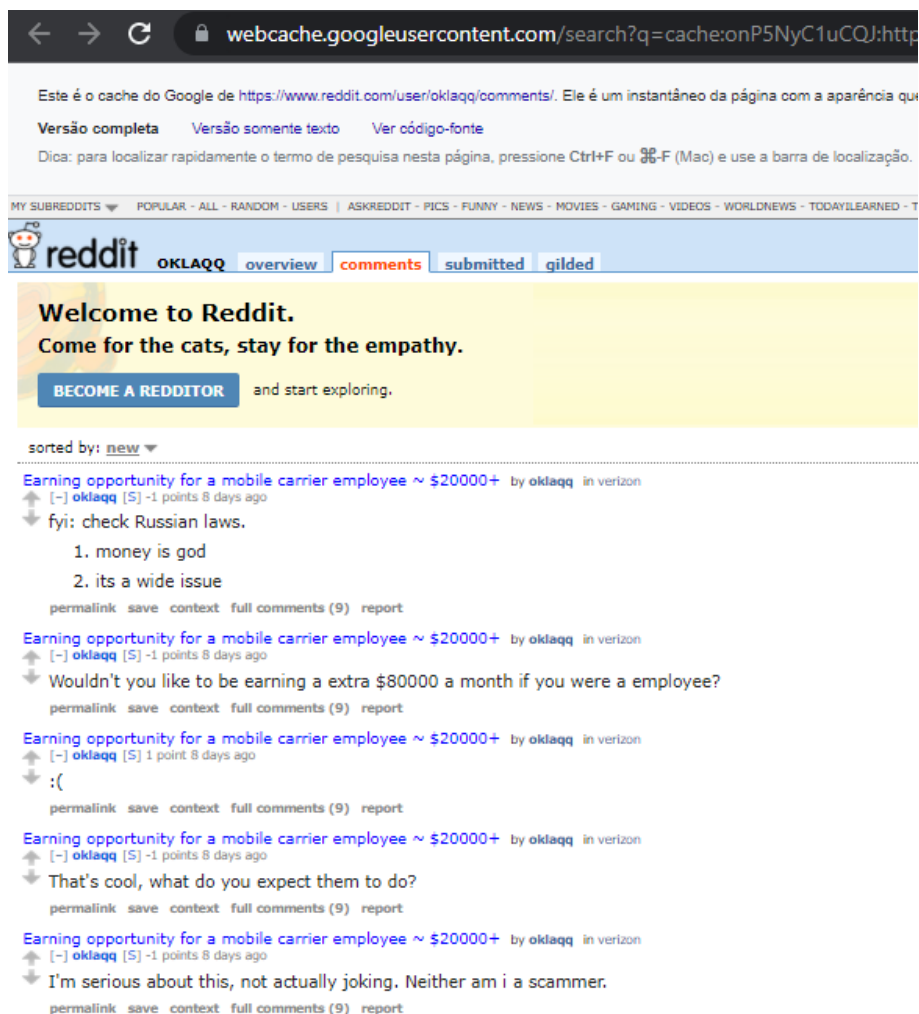 webcache.googleusercontent.com/search?q=cache:onP5NyC1uCQJ:http
Este é o cache do Google de https://www.reddit.com/user/oklaqq/comments/. Ele é um instantâneo da página com a aparência que
Versão completa Versão somente texto Ver código-fonte
Dica: para localizar rapidamente o termo de pesquisa nesta página, pressione Ctrl+F ou ⌘-F (Mac) e use a barra de localização.
MY SUBREDDITS POPULAR - ALL - RANDOM - USERS | ASKREDDIT - PICS - FUNNY - NEWS - MOVIES - GAMING - VIDEOS - WORLDNEWS - TODAYILEARNED - T
reddit OKLAQQ overview comments submitted gilded
Welcome to Reddit.
Come for the cats, stay for the empathy.
BECOME A REDDITOR and start exploring.
sorted by: new
Earning opportunity for a mobile carrier employee ~ $20000+ by oklaqq in verizon
[–] oklaqq [S] -1 points 8 days ago
fyi: check Russian laws.
1. money is god
2. its a wide issue
permalink save context full comments (9) report
Earning opportunity for a mobile carrier employee ~ $20000+ by oklaqq in verizon
[–] oklaqq [S] -1 points 8 days ago
Wouldn't you like to be earning a extra $80000 a month if you were a employee?
permalink save context full comments (9) report
Earning opportunity for a mobile carrier employee ~ $20000+ by oklaqq in verizon
[–] oklaqq [S] 1 point 8 days ago
:(
permalink save context full comments (9) report
Earning opportunity for a mobile carrier employee ~ $20000+ by oklaqq in verizon
[–] oklaqq [S] -1 points 8 days ago
That's cool, what do you expect them to do?
permalink save context full comments (9) report
Earning opportunity for a mobile carrier employee ~ $20000+ by oklaqq in verizon
[–] oklaqq [S] -1 points 8 days ago
I'm serious about this, not actually joking. Neither am i a scammer.
permalink save context full comments (9) report